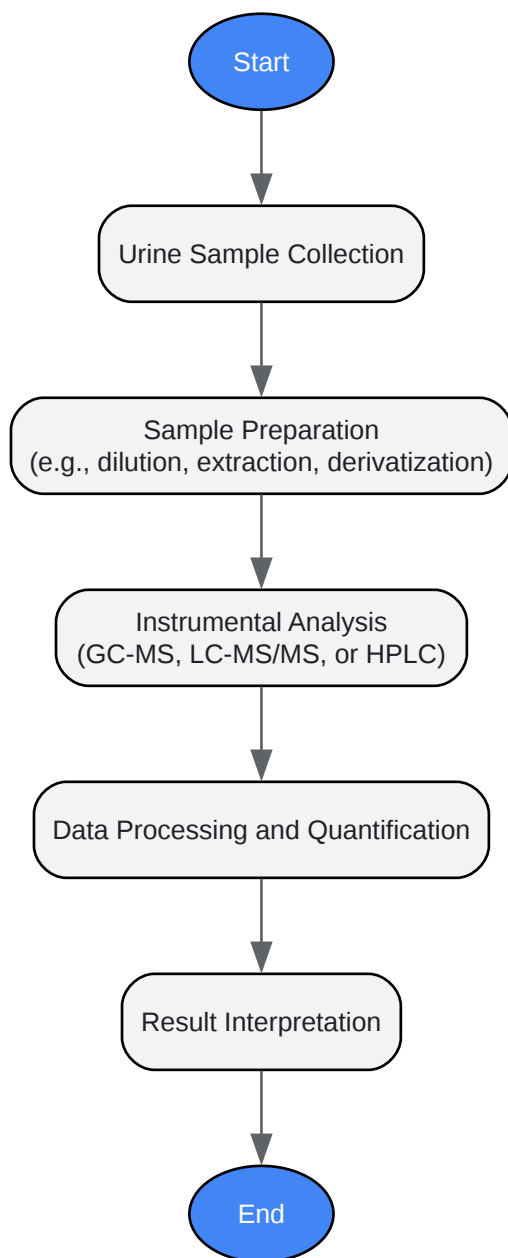 Start
Urine Sample Collection
Sample Preparation
(e.g., dilution, extraction, derivatization)
Instrumental Analysis
(GC-MS, LC-MS/MS, or HPLC)
Data Processing and Quantification
Result Interpretation
End